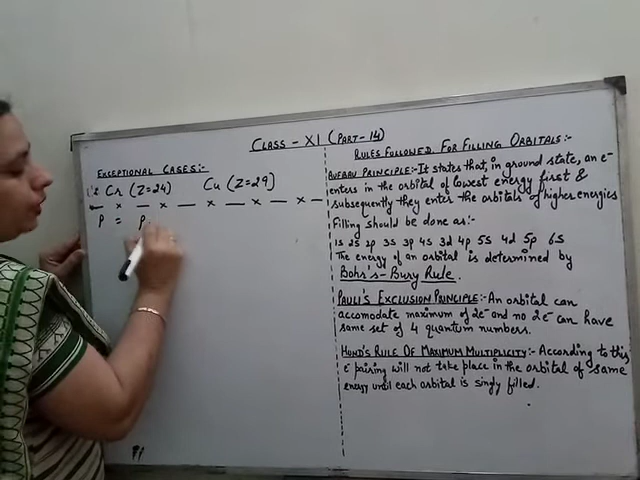 CLASS - XI (PART-14)
EXCEPTIONAL CASES:-
Cr (Z=24) Cu (Z=29)
— x — x — x — x — x —
P = P
RULES FOLLOWED FOR FILLING ORBITALS:-
AUFBAU PRINCIPLE:- It states that, in ground state, an e-
enters in the orbital of lowest energy first &
subsequently they enter the orbitals of higher energies
Filling should be done as:-
1s 2s 2p 3s 3p 4s 3d 4p 5s 4d 5p 6s
The energy of an orbital is determined by
Bohr's-Bury Rule.
PAULI'S EXCLUSION PRINCIPLE:- An orbital can
accomodate maximum of 2e- and no 2e- can have
same set of 4 quantum numbers.
HUND'S RULE OF MAXIMUM MULTIPLICITY:- According to this
e- pairing will not take place in the orbital of same
energy until each orbital is singly filled.